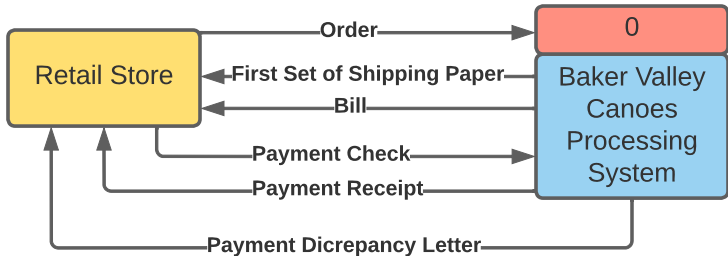 Order
0
Retail Store
First Set of Shipping Paper
Baker Valley
Canoes
Processing
System
Bill
Payment Check
Payment Receipt
Payment Dicrepancy Letter